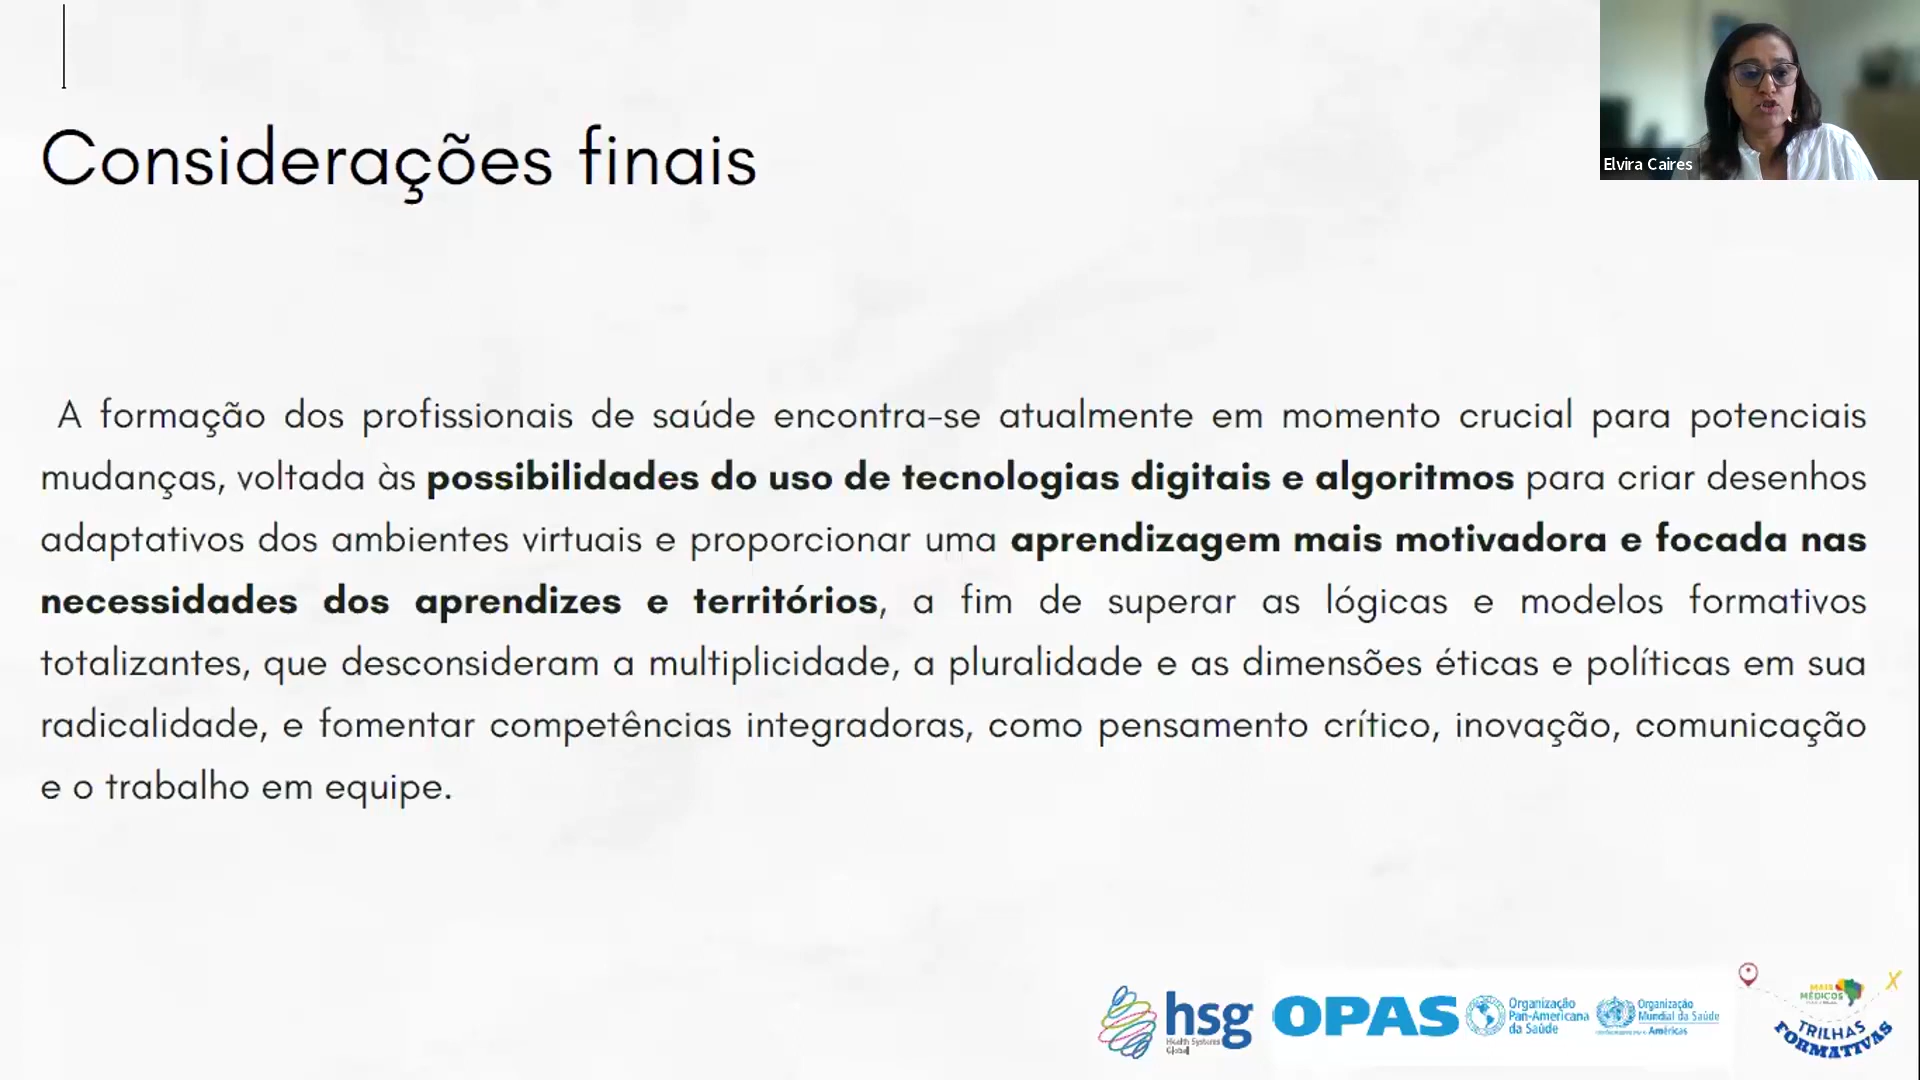 Considerações finais
Elvira Caires
A formação dos profissionais de saúde encontra-se atualmente em momento crucial para potenciais
mudanças, voltada às possibilidades do uso de tecnologias digitais e algoritmos para criar desenhos
adaptativos dos ambientes virtuais e proporcionar uma aprendizagem mais motivadora e focada nas
necessidades dos aprendizes e territórios, a fim de superar as lógicas e modelos formativos
totalizantes, que desconsideram a multiplicidade, a pluralidade e as dimensões éticas e políticas em sua
radicalidade, e fomentar competências integradoras, como pensamento crítico, inovação, comunicação
e o trabalho em equipe.
hsg
Health Systems
Global
OPAS
Organização
Pan-Americana
da Saúde
Organização
Mundial da Saúde
Américas
MAIS
MÉDICOS
TRILHAS
FORMATIVAS